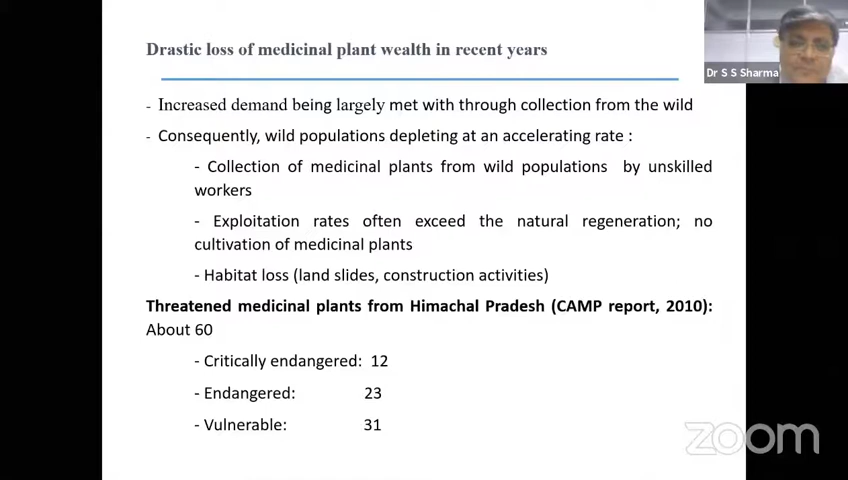 Drastic loss of medicinal plant wealth in recent years
Dr S S Sharma
- Increased demand being largely met with through collection from the wild
- Consequently, wild populations depleting at an accelerating rate :
- Collection of medicinal plants from wild populations by unskilled
workers
- Exploitation rates often exceed the natural regeneration; no
cultivation of medicinal plants
- Habitat loss (land slides, construction activities)
Threatened medicinal plants from Himachal Pradesh (CAMP report, 2010):
About 60
- Critically endangered: 12
- Endangered: 23
- Vulnerable: 31
zoom